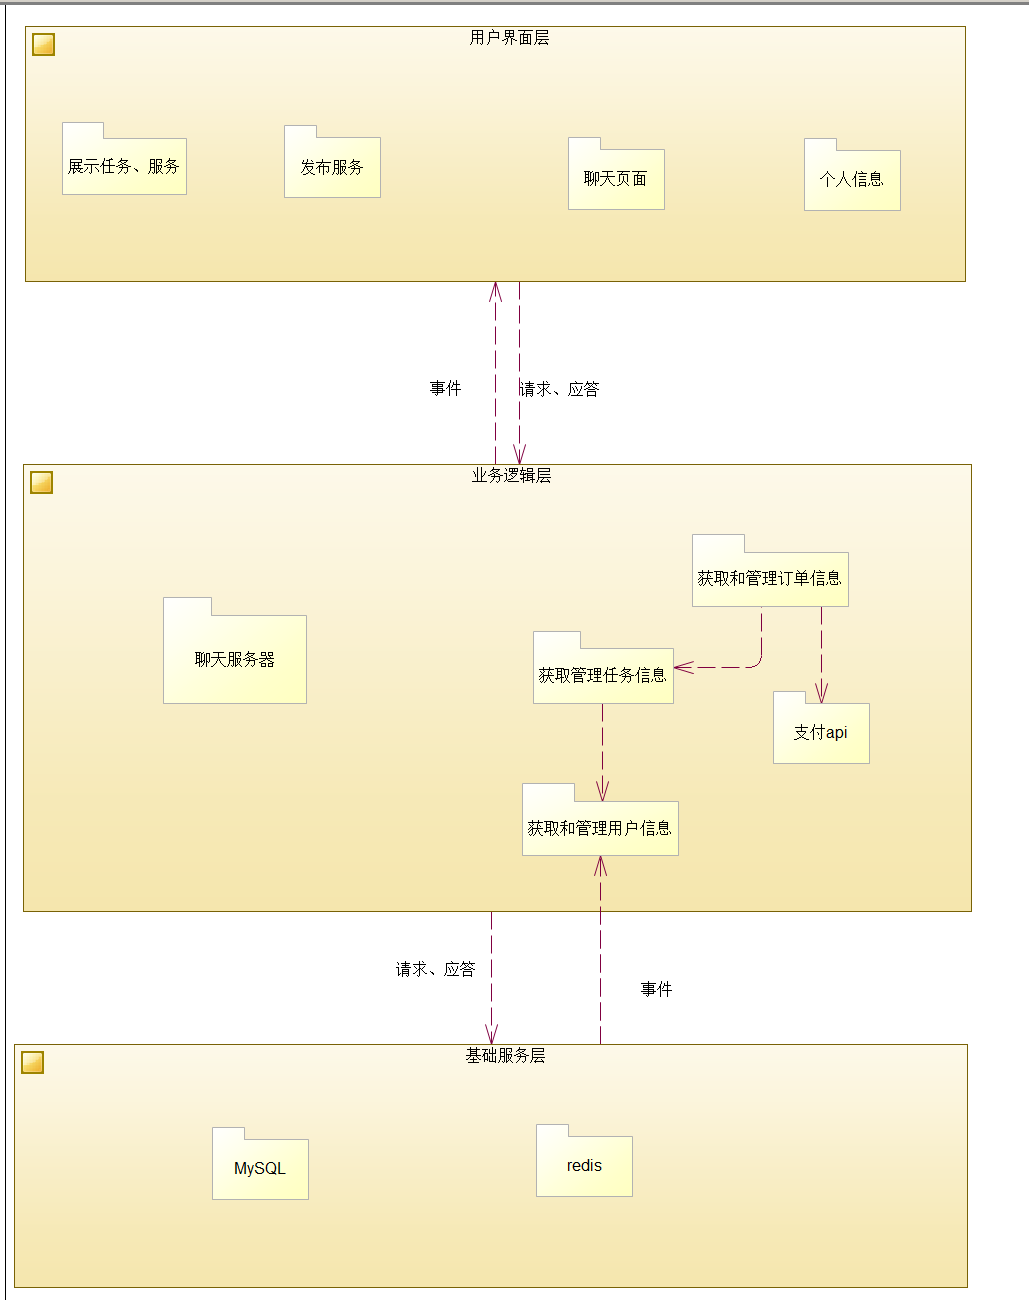 用户界面层
展示任务、服务
发布服务
聊天页面
个人信息
事件
请求、应答
业务逻辑层
获取和管理订单信息
聊天服务器
获取管理任务信息
支付api
获取和管理用户信息
请求、应答
事件
基础服务层
MySQL
redis